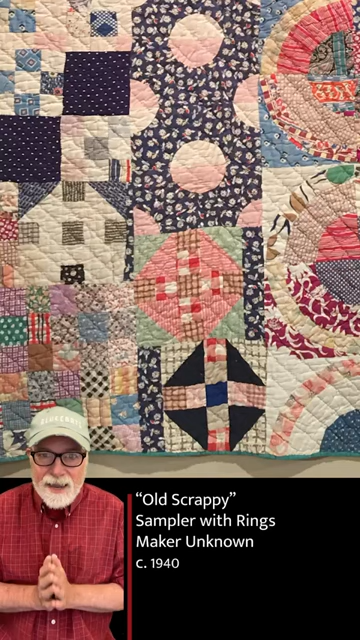 “Old Scrappy”
Sampler with Rings
Maker Unknown
c. 1940